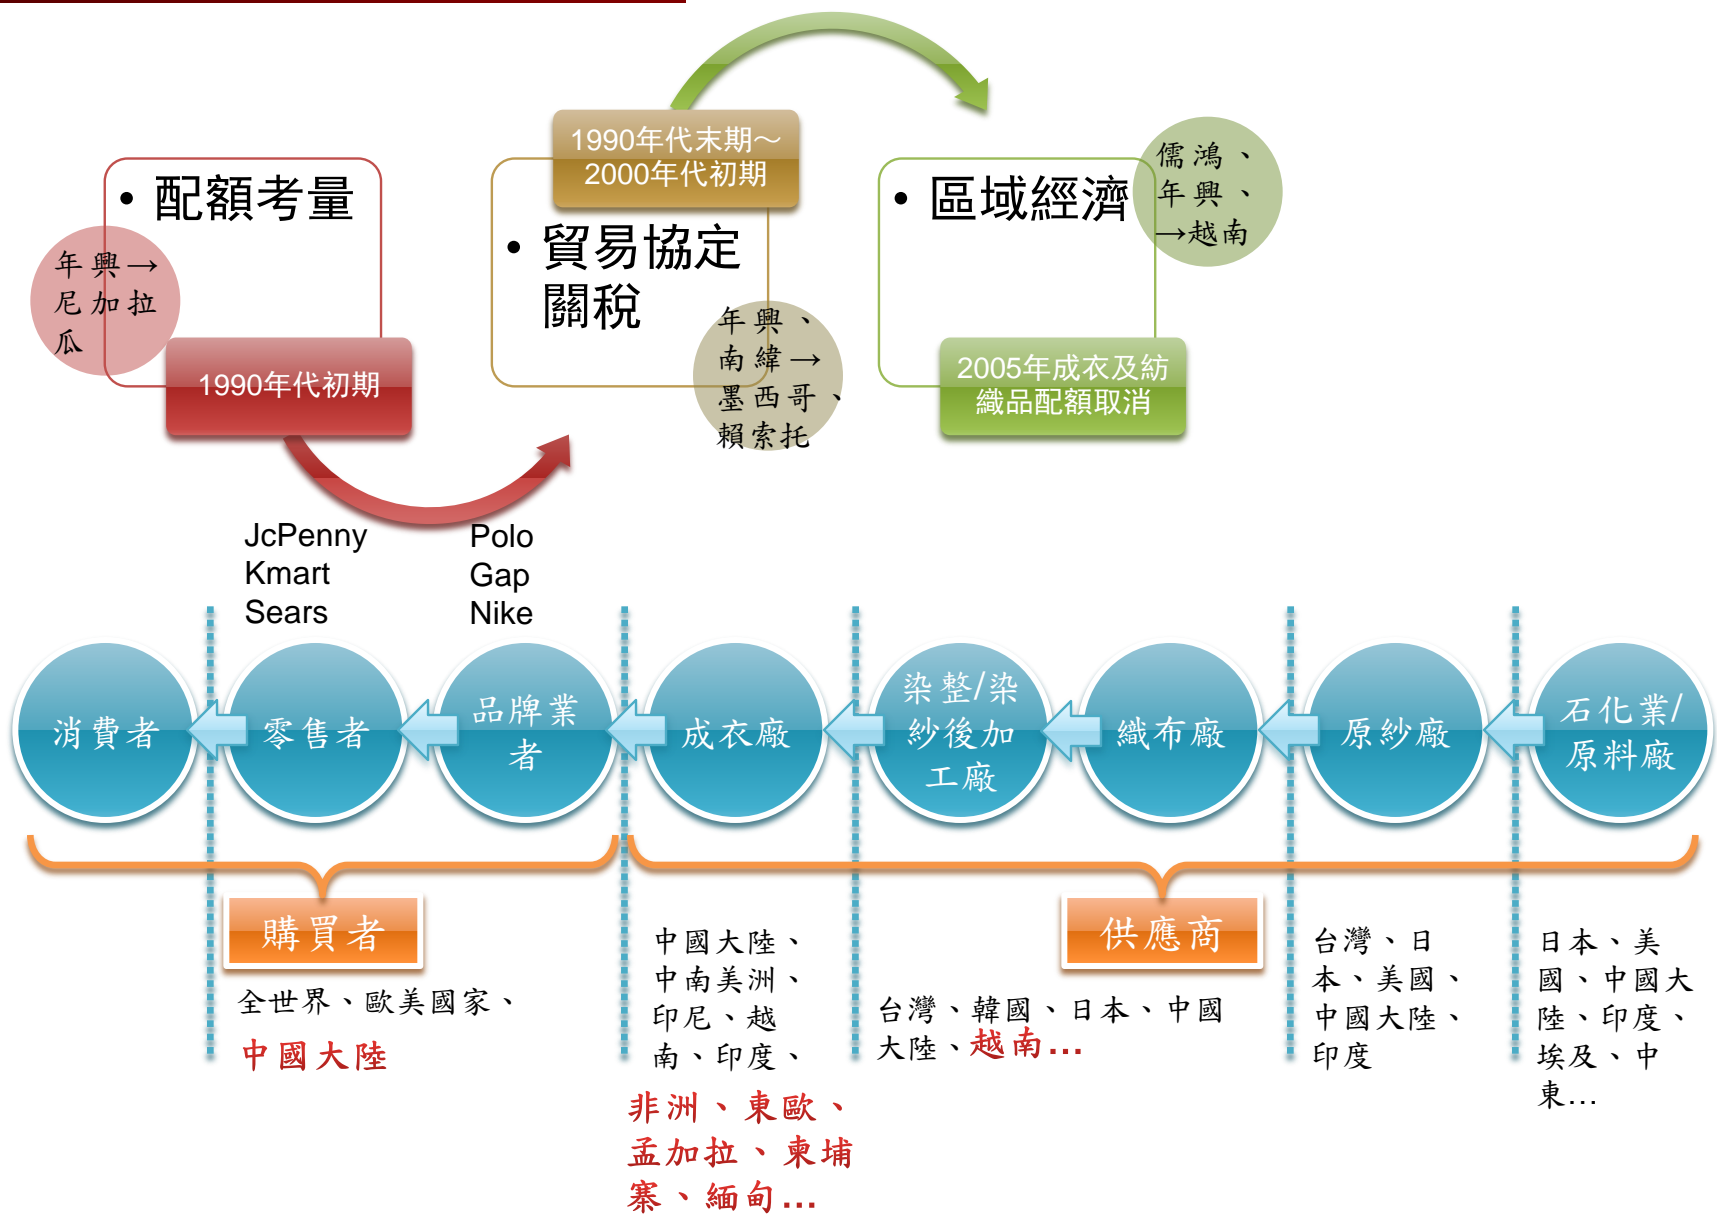 • 配額考量
年興→
尼加拉
瓜
1990年代初期
1990年代末期～
2000年代初期
• 貿易協定
關稅
年興、
南緯→
墨西哥、
賴索托
• 區域經濟
儒鴻、
年興、
→越南
2005年成衣及紡
織品配額取消
JcPenny
Kmart
Sears
Polo
Gap
Nike
消費者
零售者
品牌業
者
成衣廠
染整/染
紗後加
工廠
織布廠
原紗廠
石化業/
原料廠
購買者
供應商
全世界、歐美國家、
中國大陸
中國大陸、
中南美洲、
印尼、越
南、印度、
非洲、東歐、
孟加拉、柬埔
寨、緬甸...
台灣、韓國、日本、中國
大陸、越南...
台灣、日
本、美國、
中國大陸、
印度
日本、美
國、中國大
陸、印度、
埃及、中
東…